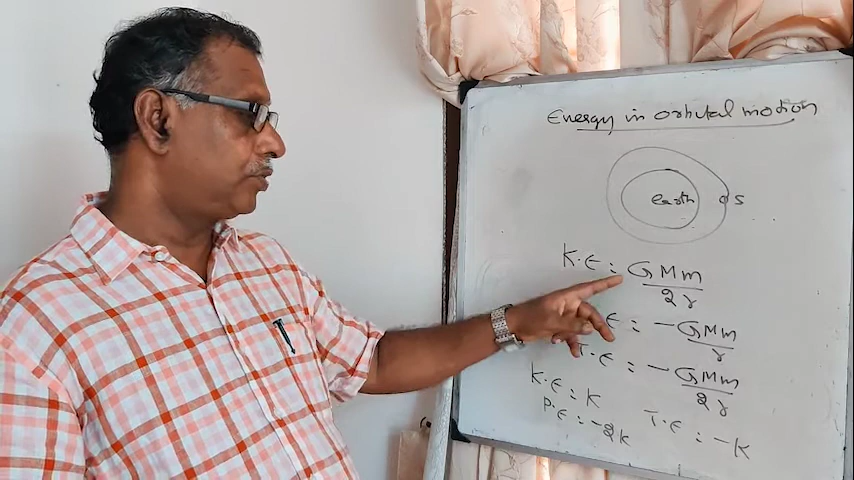 Energy in orbital motion
earth S
K.E = GMm / 2r
E = - GMm / r
T.E = - GMm / 2r
K.E = K
P.E = -2K T.E = -K